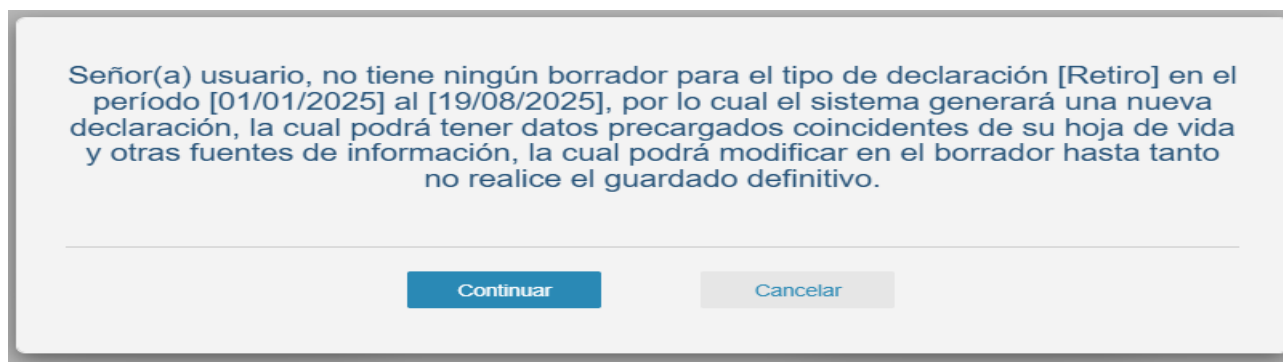 Señor(a) usuario, no tiene ningún borrador para el tipo de declaración [Retiro] en el
período [01/01/2025] al [19/08/2025], por lo cual el sistema generará una nueva
declaración, la cual podrá tener datos precargados coincidentes de su hoja de vida
y otras fuentes de información, la cual podrá modificar en el borrador hasta tanto
no realice el guardado definitivo.
Continuar
Cancelar